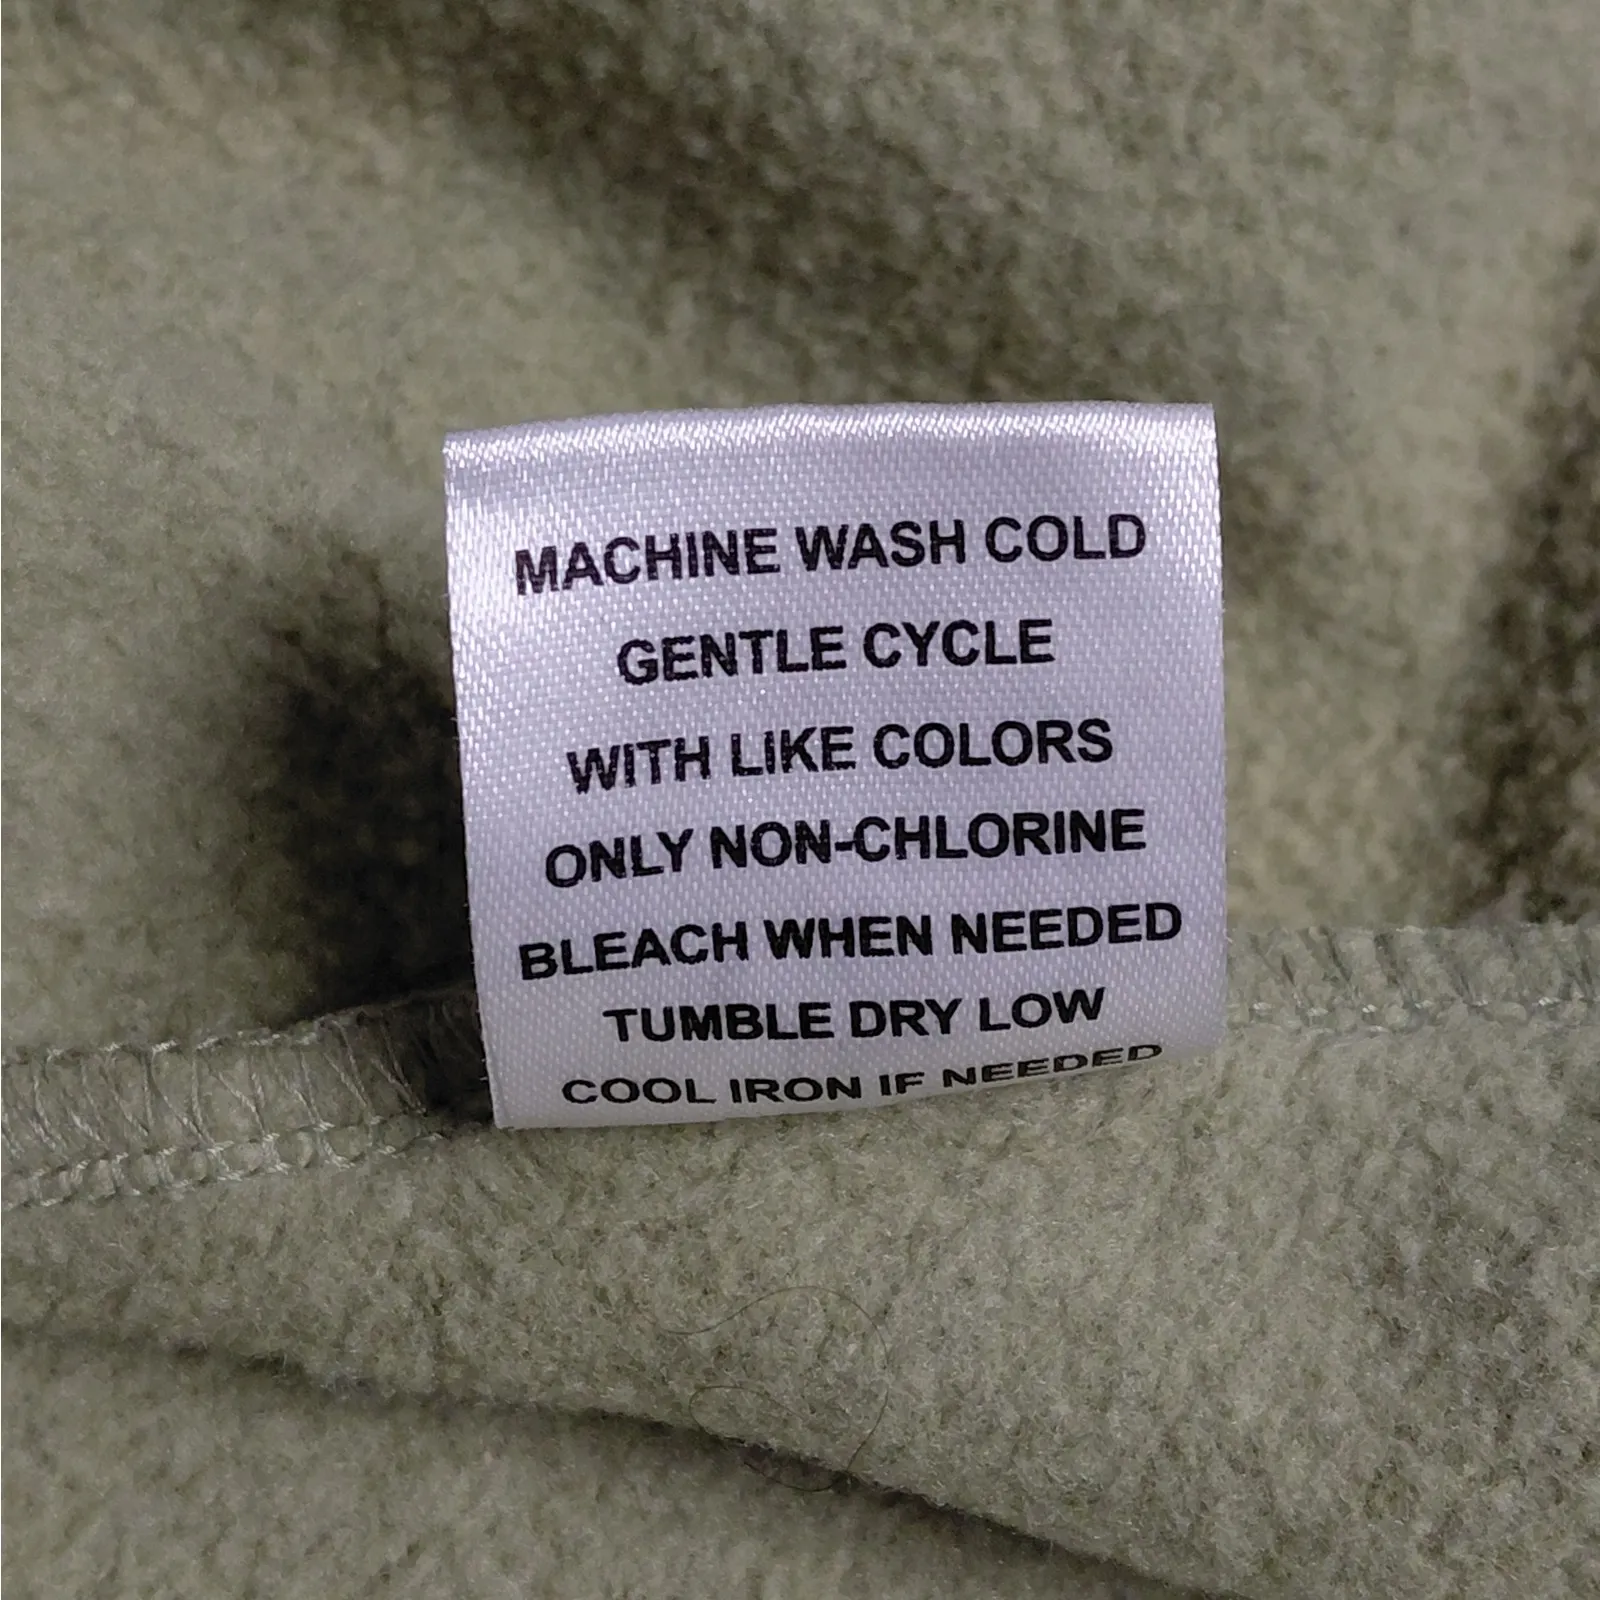 MACHINE WASH COLD
GENTLE CYCLE
WITH LIKE COLORS
ONLY NON-CHLORINE
BLEACH WHEN NEEDED
TUMBLE DRY LOW
COOL IRON IF NEEDED